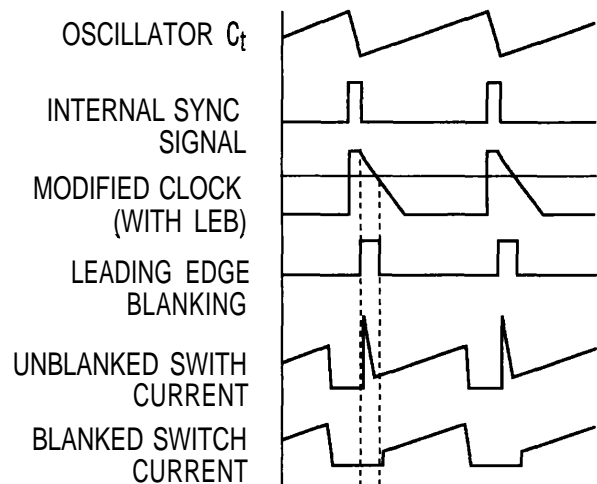 OSCILLATOR Ct
INTERNAL SYNC
SIGNAL
MODIFIED CLOCK
(WITH LEB)
LEADING EDGE
BLANKING
UNBLANKED SWITH
CURRENT
BLANKED SWITCH
CURRENT